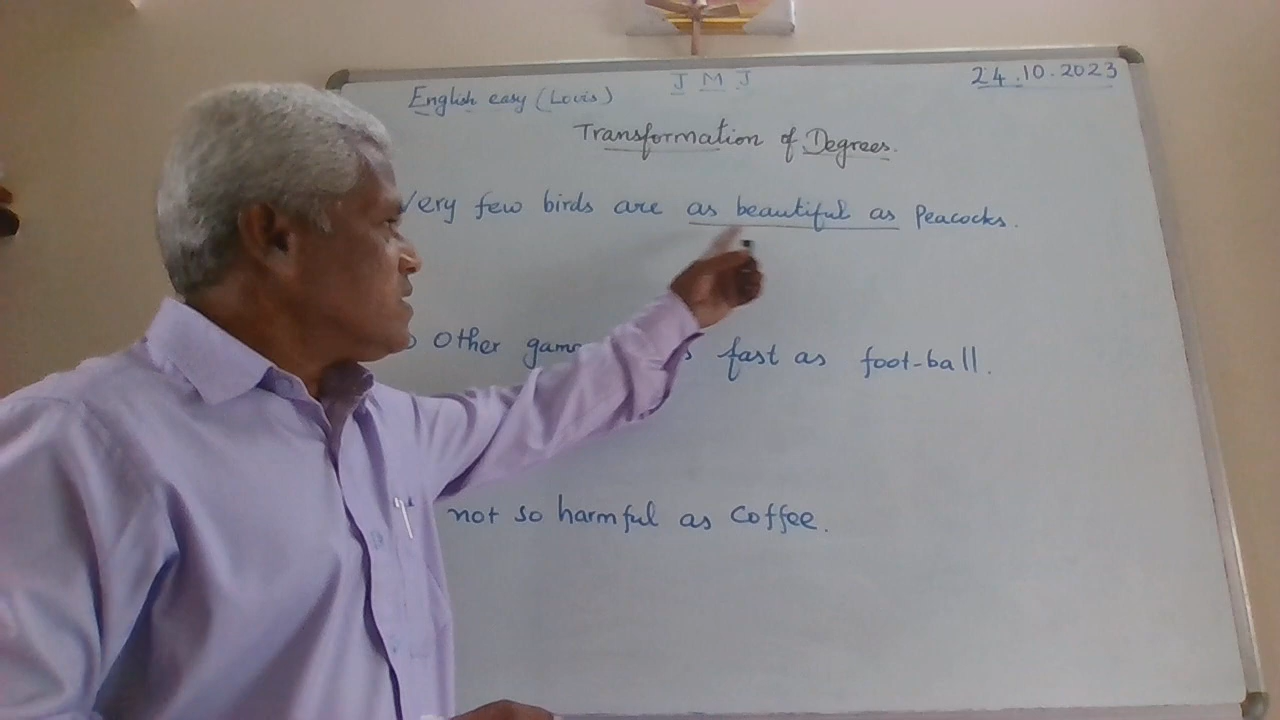 J M J
English easy (Louis)
24.10.2023
Transformation of Degrees.
Very few birds are as beautiful as Peacocks.
Other fast as foot-ball.
not so harmful as Coffee.